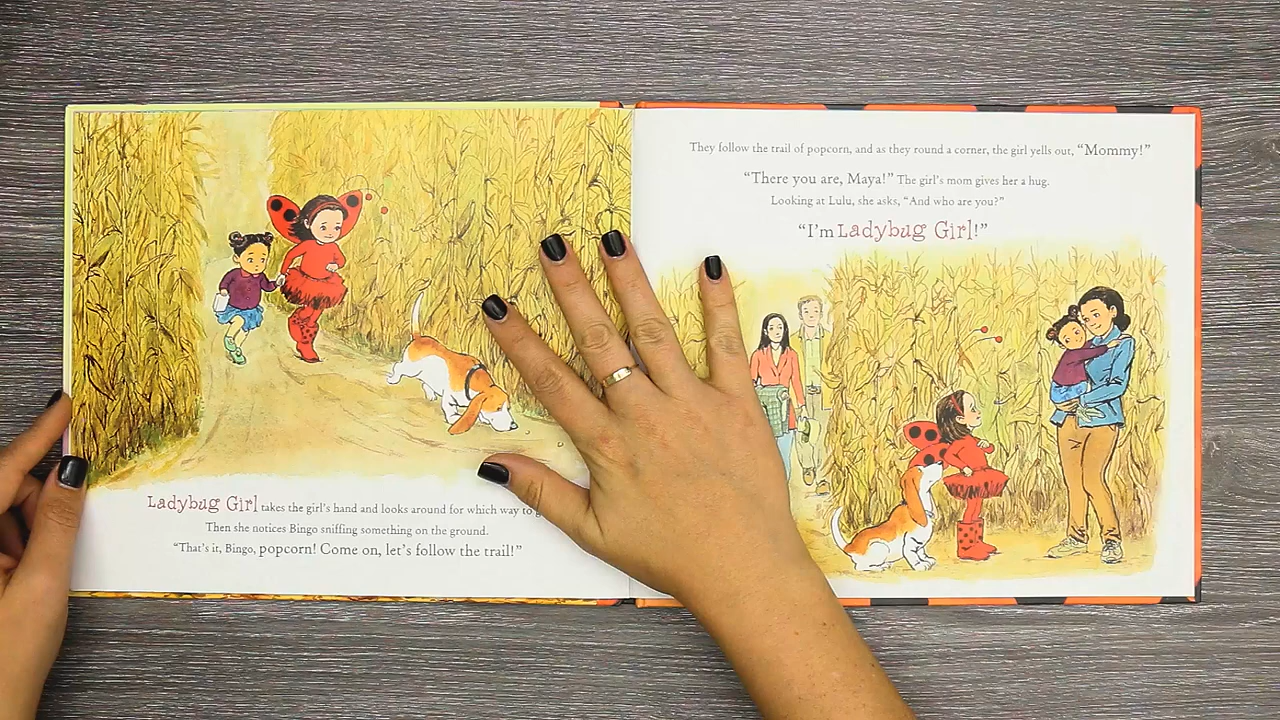 Ladybug Girl takes the girl's hand and looks around for which way to
Then she notices Bingo sniffing something on the ground.
"That's it, Bingo, popcorn! Come on, let's follow the trail!"
They follow the trail of popcorn, and as they round a corner, the girl yells out, "Mommy!"
"There you are, Maya!" The girl's mom gives her a hug.
Looking at Lulu, she asks, "And who are you?"
"I'm Ladybug Girl!"